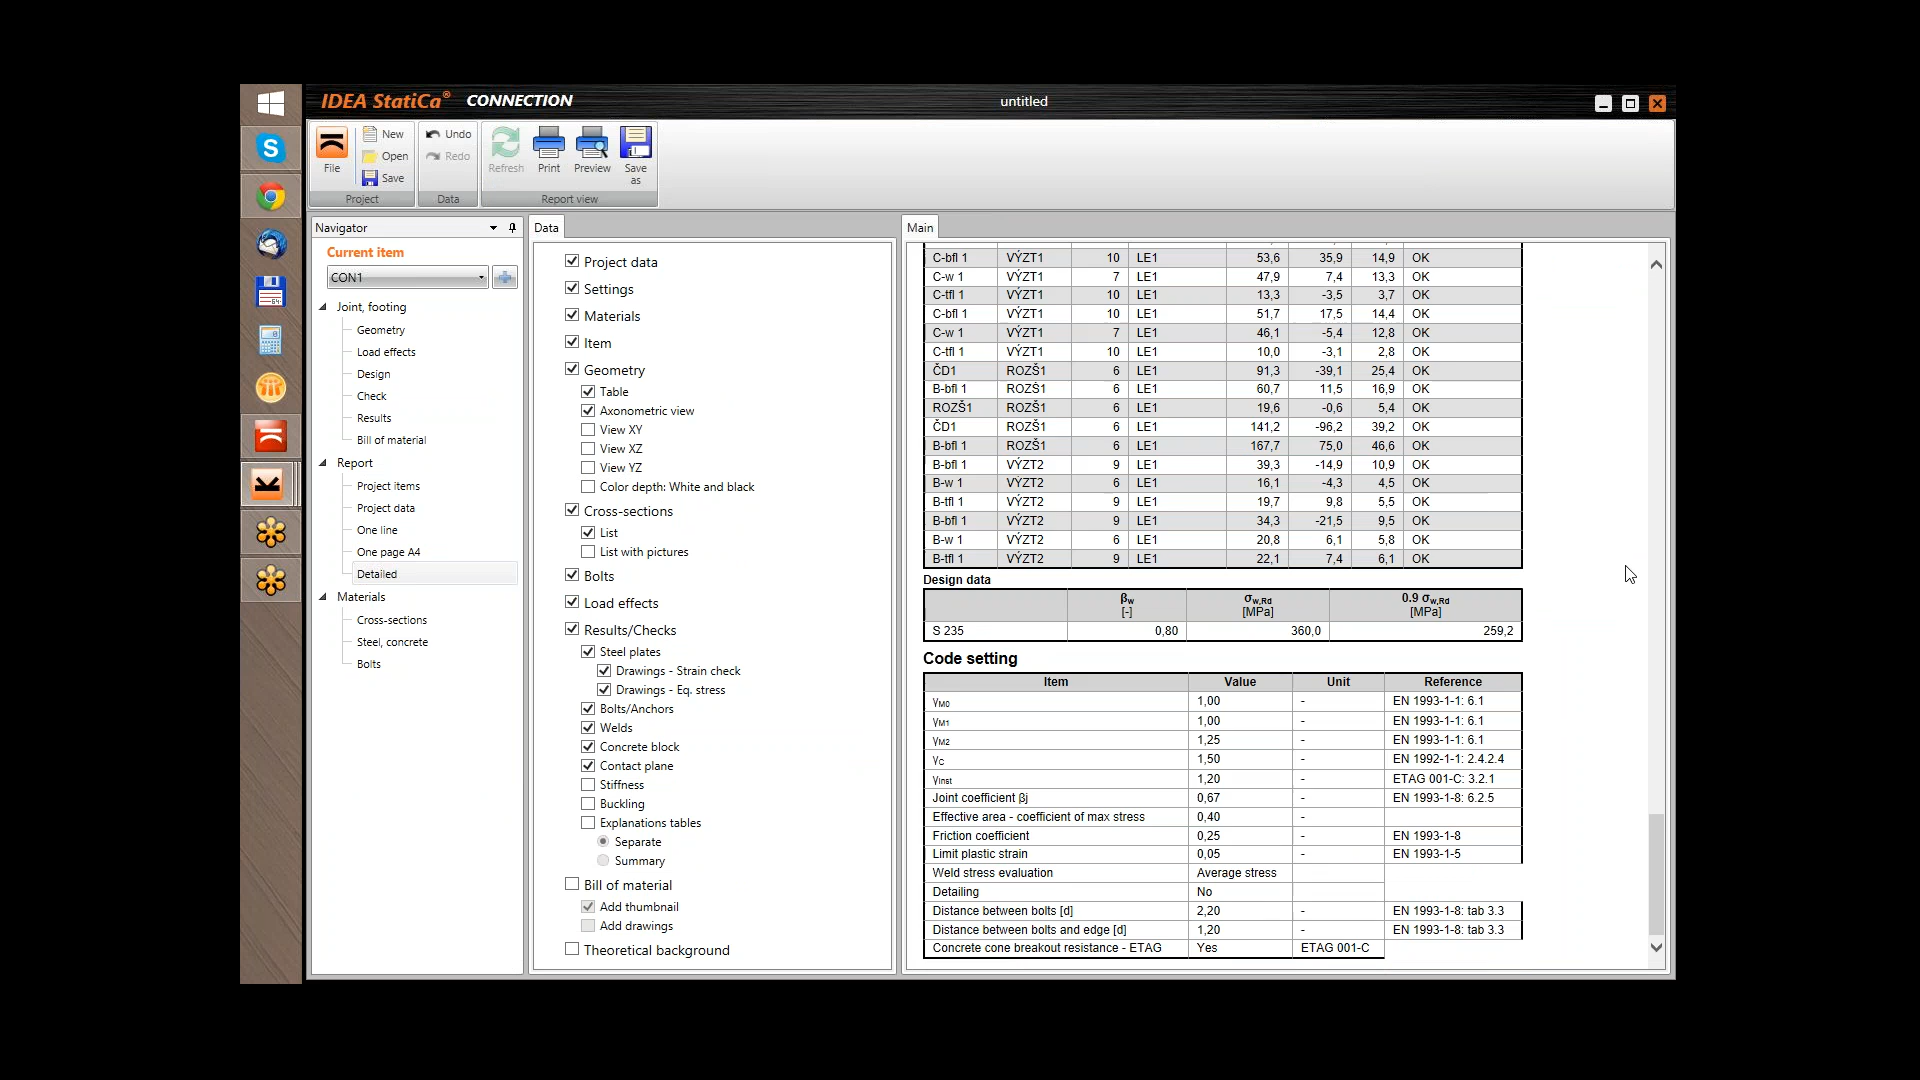 IDEA StatiCa® CONNECTION
untitled
File
New
Open
Save
Project
Undo
Redo
Data
Refresh
Print
Preview
Save as
Report view
Navigator
Current item
CON1
Joint, footing
Geometry
Load effects
Design
Check
Results
Bill of material
Report
Project items
Project data
One line
One page A4
Detailed
Materials
Cross-sections
Steel, concrete
Bolts
Data
Project data
Settings
Materials
Item
Geometry
Table
Axonometric view
View XY
View XZ
View YZ
Color depth: White and black
Cross-sections
List
List with pictures
Bolts
Load effects
Results/Checks
Steel plates
Drawings - Strain check
Drawings - Eq. stress
Bolts/Anchors
Welds
Concrete block
Contact plane
Stiffness
Buckling
Explanations tables
Separate
Summary
Bill of material
Add thumbnail
Add drawings
Theoretical background
Main
C-bfl 1 VÝZT1 10 LE1 53,6 35,9 14,9 OK
C-w 1 VÝZT1 7 LE1 47,9 7,4 13,3 OK
C-tfl 1 VÝZT1 10 LE1 13,3 -3,5 3,7 OK
C-bfl 1 VÝZT1 10 LE1 51,7 17,5 14,4 OK
C-w 1 VÝZT1 7 LE1 46,1 -5,4 12,8 OK
C-tfl 1 VÝZT1 10 LE1 10,0 -3,1 2,8 OK
ČD1 ROZŠ1 6 LE1 91,3 -39,1 25,4 OK
B-bfl 1 ROZŠ1 6 LE1 60,7 11,5 16,9 OK
ROZŠ1 ROZŠ1 6 LE1 19,6 -0,6 5,4 OK
ČD1 ROZŠ1 6 LE1 141,2 -96,2 39,2 OK
B-bfl 1 ROZŠ1 6 LE1 167,7 75,0 46,6 OK
B-bfl 1 VÝZT2 9 LE1 39,3 -14,9 10,9 OK
B-w 1 VÝZT2 6 LE1 16,1 -4,3 4,5 OK
B-tfl 1 VÝZT2 9 LE1 19,7 9,8 5,5 OK
B-bfl 1 VÝZT2 9 LE1 34,3 -21,5 9,5 OK
B-w 1 VÝZT2 6 LE1 20,8 6,1 5,8 OK
B-tfl 1 VÝZT2 9 LE1 22,1 7,4 6,1 OK
Design data
βw [-] σw,Rd [MPa] 0.9 σw,Rd [MPa]
S 235 0,80 360,0 259,2
Code setting
Item Value Unit Reference
γM0 1,00 - EN 1993-1-1: 6.1
γM1 1,00 - EN 1993-1-1: 6.1
γM2 1,25 - EN 1993-1-1: 6.1
γC 1,50 - EN 1992-1-1: 2.4.2.4
γInst 1,20 - ETAG 001-C: 3.2.1
Joint coefficient βj 0,67 - EN 1993-1-8: 6.2.5
Effective area - coefficient of max stress 0,40 -
Friction coefficient 0,25 - EN 1993-1-8
Limit plastic strain 0,05 - EN 1993-1-5
Weld stress evaluation Average stress
Detailing No
Distance between bolts [d] 2,20 - EN 1993-1-8: tab 3.3
Distance between bolts and edge [d] 1,20 - EN 1993-1-8: tab 3.3
Concrete cone breakout resistance - ETAG Yes ETAG 001-C